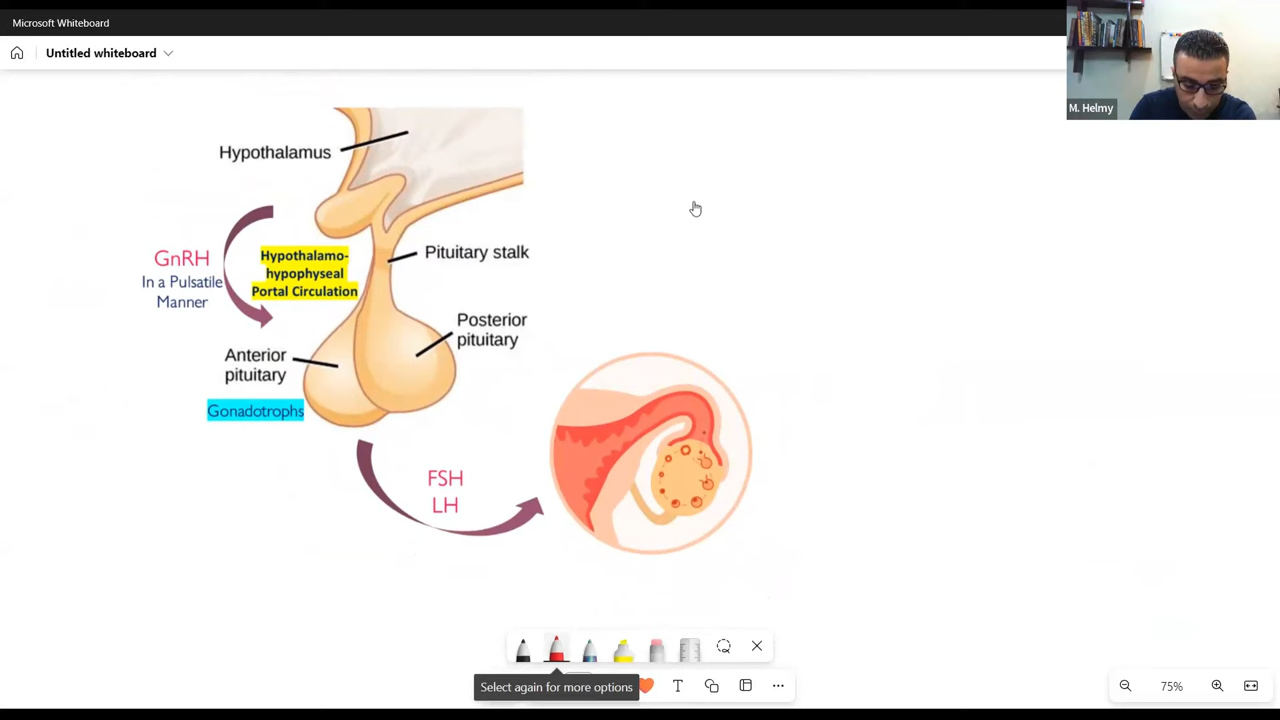 Microsoft Whiteboard
Untitled whiteboard
M. Helmy
Hypothalamus
GnRH
In a Pulsatile
Manner
Hypothalamo-
hypophyseal
Portal Circulation
Pituitary stalk
Posterior
pituitary
Anterior
pituitary
Gonadotrophs
FSH
LH
Select again for more options
T
75%